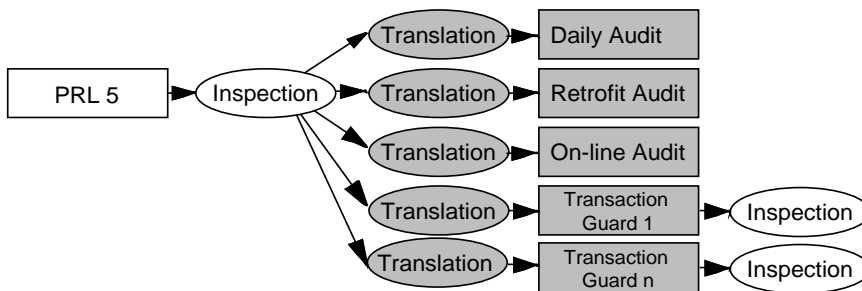 Translation
Daily Audit
PRL 5
Inspection
Translation
Retrofit Audit
Translation
On-line Audit
Translation
Transaction
Guard 1
Inspection
Translation
Transaction
Guard n
Inspection